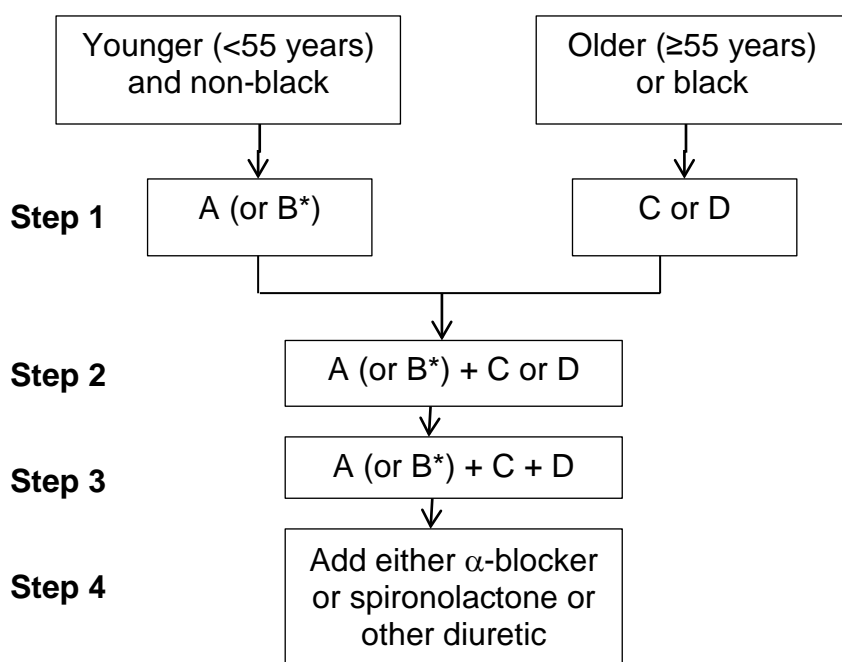 Younger (<55 years)
and non-black
Older (≥55 years)
or black
Step 1
A (or B*)
C or D
Step 2
A (or B*) + C or D
Step 3
A (or B*) + C + D
Step 4
Add either α-blocker
or spironolactone or
other diuretic